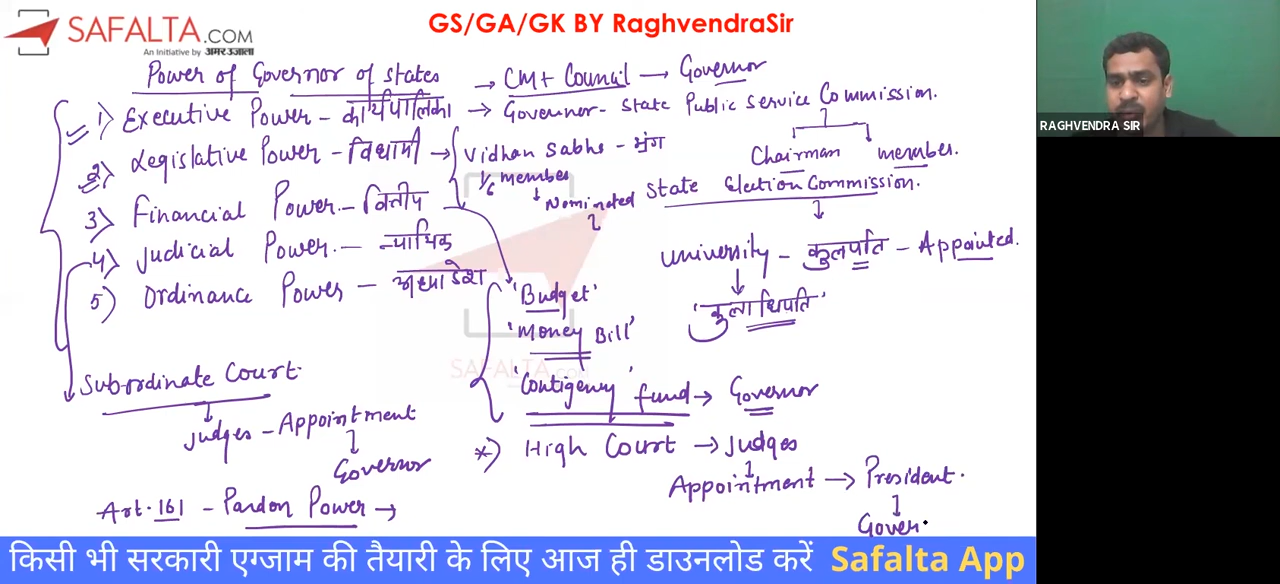 SAFALTA.COM
An Initiative by अमर उजाला
GS/GA/GK BY RaghvendraSir
Power of Governor of states → CM+ Council → Governor
1) Executive Power - कार्यपालिका → Governor - State Public Service Commission.
Chairman member.
2) Legislative Power - विधायी → Vidhan Sabha - भंग
1/6 member
Nominated
State Election Commission.
3) Financial Power - वित्तीय
4) Judicial Power - न्यायिक
University - कुलपति - Appointed.
'कुलाधिपति'
5) Ordinance Power - अध्यादेश
'Budget'
'Money Bill'
SAFALTA.COM
'Contigency' fund → Governor
Subordinate Court.
Judges - Appointment
Governor
*) High Court → Judges
Appointment → President.
Gover
Art. 161 - Pardon Power →
RAGHVENDRA SIR
किसी भी सरकारी एग्जाम की तैयारी के लिए आज ही डाउनलोड करें Safalta App